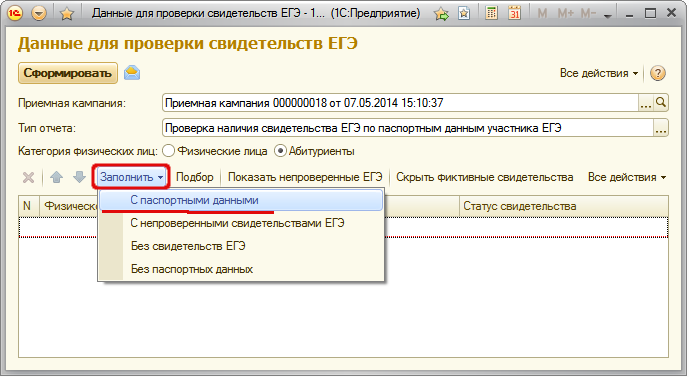 Данные для проверки свидетельств ЕГЭ - 1... (1С:Предприятие)
M M+ M-
Данные для проверки свидетельств ЕГЭ
Сформировать Все действия
Приемная кампания: Приемная кампания 000000018 от 07.05.2014 15:10:37 ...
Тип отчета: Проверка наличия свидетельства ЕГЭ по паспортным данным участника ЕГЭ ...
Категория физических лиц: Физические лица Абитуриенты
Заполнить Подбор Показать непроверенные ЕГЭ Скрыть фиктивные свидетельства Все действия
N Физическо Статус свидетельства
С паспортными данными
С непроверенными свидетельствами ЕГЭ
Без свидетельств ЕГЭ
Без паспортных данных